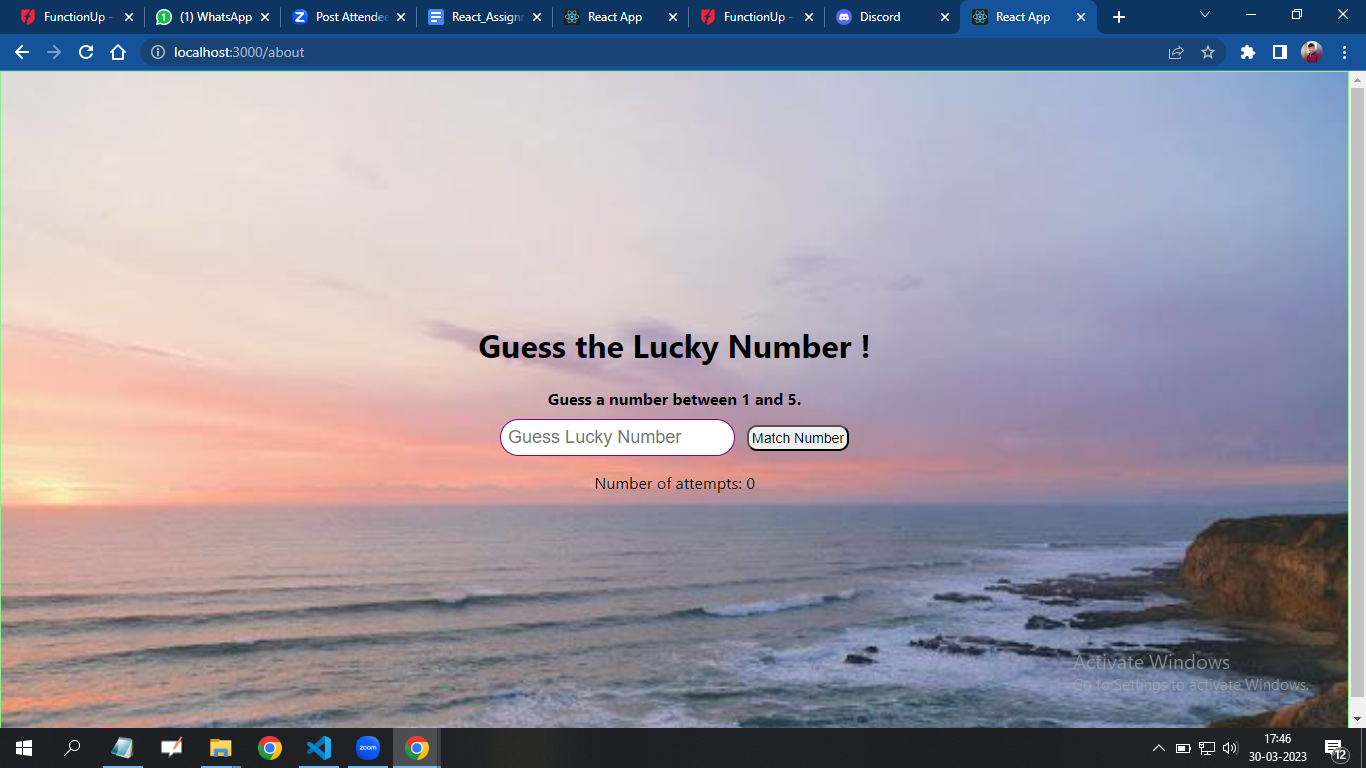 FunctionUp -
(1) WhatsApp
Post Attendee
React_Assign
React App
FunctionUp -
Discord
React App
localhost:3000/about
Guess the Lucky Number !
Guess a number between 1 and 5.
Guess Lucky Number
Match Number
Number of attempts: 0
Activate Windows
Go to Settings to activate Windows.
zoom
17:46
30-03-2023
12